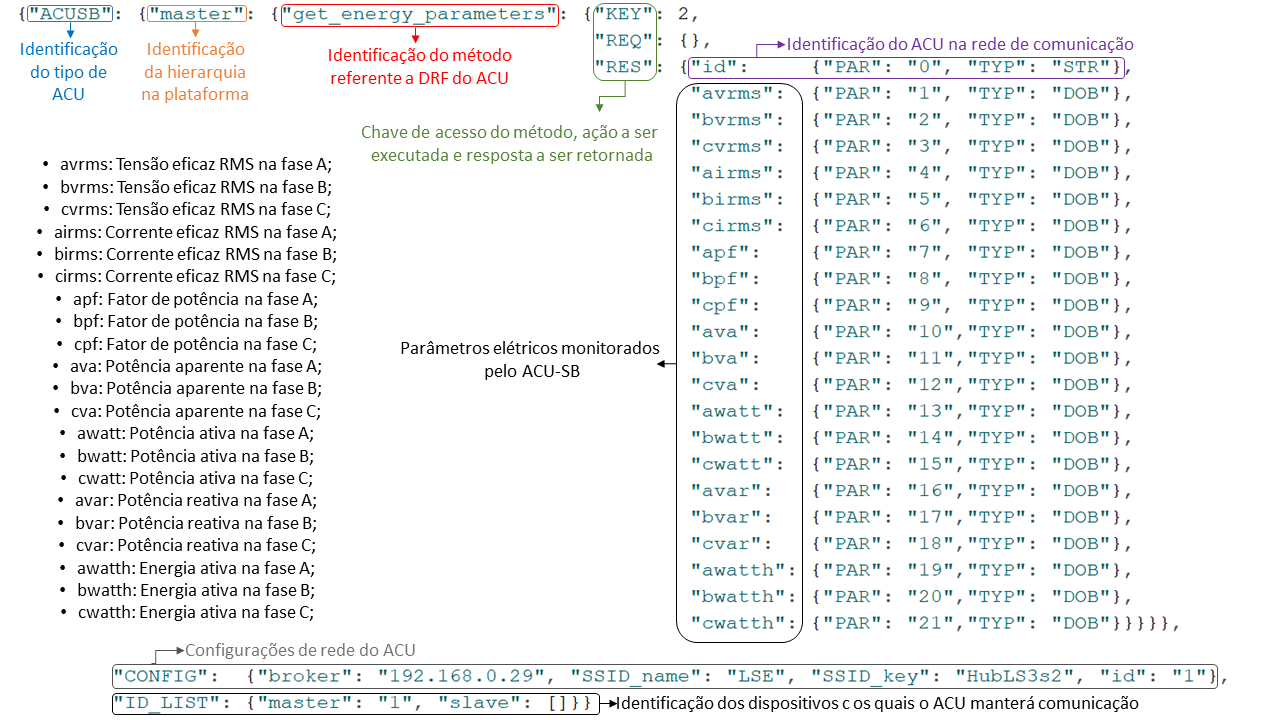 {"ACUSB": {"master": {"get_energy_parameters": {"KEY": 2,
"REQ": {},
"RES": {"id": {"PAR": "0", "TYP": "STR"},
"avrms": {"PAR": "1", "TYP": "DOB"},
"bvrms": {"PAR": "2", "TYP": "DOB"},
"cvrms": {"PAR": "3", "TYP": "DOB"},
"airms": {"PAR": "4", "TYP": "DOB"},
"birms": {"PAR": "5", "TYP": "DOB"},
"cirms": {"PAR": "6", "TYP": "DOB"},
"apf": {"PAR": "7", "TYP": "DOB"},
"bpf": {"PAR": "8", "TYP": "DOB"},
"cpf": {"PAR": "9", "TYP": "DOB"},
"ava": {"PAR": "10","TYP": "DOB"},
"bva": {"PAR": "11","TYP": "DOB"},
"cva": {"PAR": "12","TYP": "DOB"},
"awatt": {"PAR": "13","TYP": "DOB"},
"bwatt": {"PAR": "14","TYP": "DOB"},
"cwatt": {"PAR": "15","TYP": "DOB"},
"avar": {"PAR": "16","TYP": "DOB"},
"bvar": {"PAR": "17","TYP": "DOB"},
"cvar": {"PAR": "18","TYP": "DOB"},
"awatth": {"PAR": "19","TYP": "DOB"},
"bwatth": {"PAR": "20","TYP": "DOB"},
"cwatth": {"PAR": "21","TYP": "DOB"}}}}},
Identificação
do tipo de
ACU
Identificação
da hierarquia
na plataforma
Identificação do método
referente a DRF do ACU
Identificação do ACU na rede de comunicação
Chave de acesso do método, ação a ser
executada e resposta a ser retornada
• avrms: Tensão eficaz RMS na fase A;
• bvrms: Tensão eficaz RMS na fase B;
• cvrms: Tensão eficaz RMS na fase C;
• airms: Corrente eficaz RMS na fase A;
• birms: Corrente eficaz RMS na fase B;
• cirms: Corrente eficaz RMS na fase C;
• apf: Fator de potência na fase A;
• bpf: Fator de potência na fase B;
• cpf: Fator de potência na fase C;
• ava: Potência aparente na fase A;
• bva: Potência aparente na fase B;
• cva: Potência aparente na fase C;
• awatt: Potência ativa na fase A;
• bwatt: Potência ativa na fase B;
• cwatt: Potência ativa na fase C;
• avar: Potência reativa na fase A;
• bvar: Potência reativa na fase B;
• cvar: Potência reativa na fase C;
• awatth: Energia ativa na fase A;
• bwatth: Energia ativa na fase B;
• cwatth: Energia ativa na fase C;
Parâmetros elétricos monitorados
pelo ACU-SB
Configurações de rede do ACU
"CONFIG": {"broker": "192.168.0.29", "SSID_name": "LSE", "SSID_key": "HubLS3s2", "id": "1"},
"ID_LIST": {"master": "1", "slave": []}}
Identificação dos dispositivos c os quais o ACU manterá comunicação